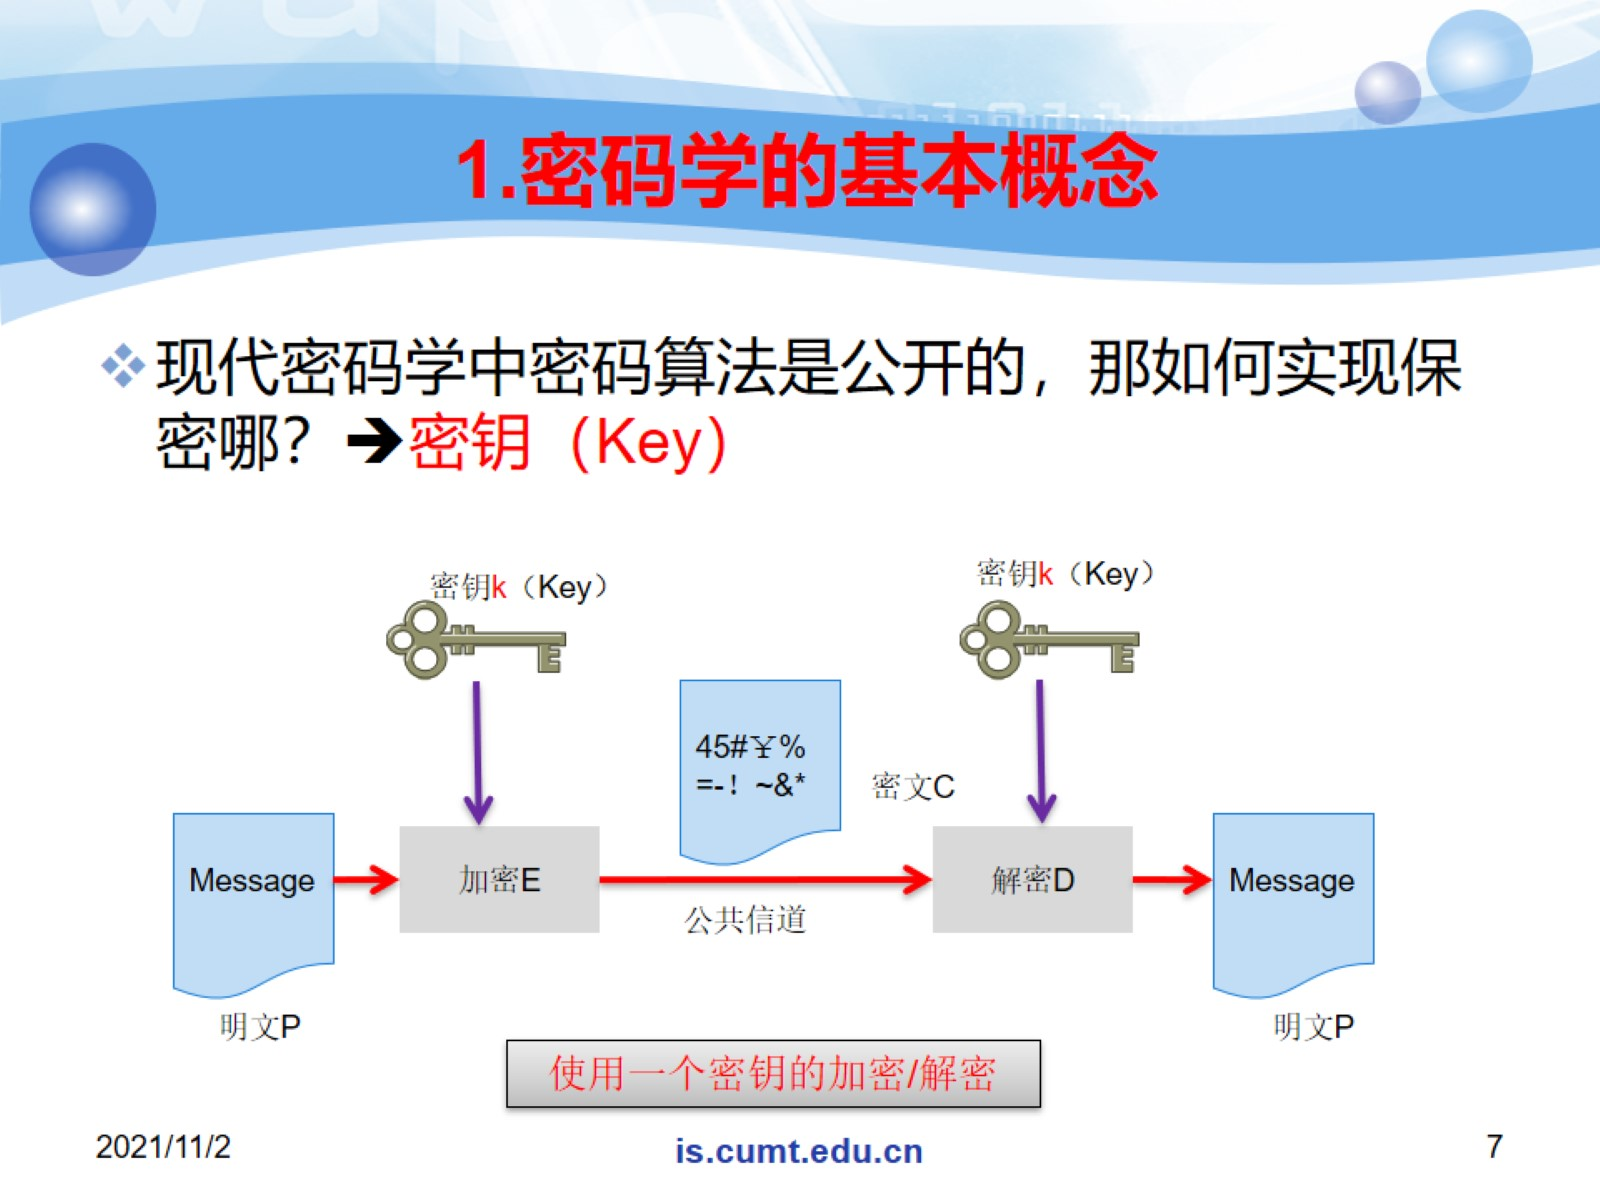 1.密码学的基本概念
现代密码学中密码算法是公开的，那如何实现保
密哪？➔密钥（Key）
密钥k（Key）
密钥k（Key）
45#￥%
=-！~&*
密文C
Message
加密E
解密D
Message
公共信道
明文P
明文P
使用一个密钥的加密/解密
2021/11/2
is.cumt.edu.cn
7